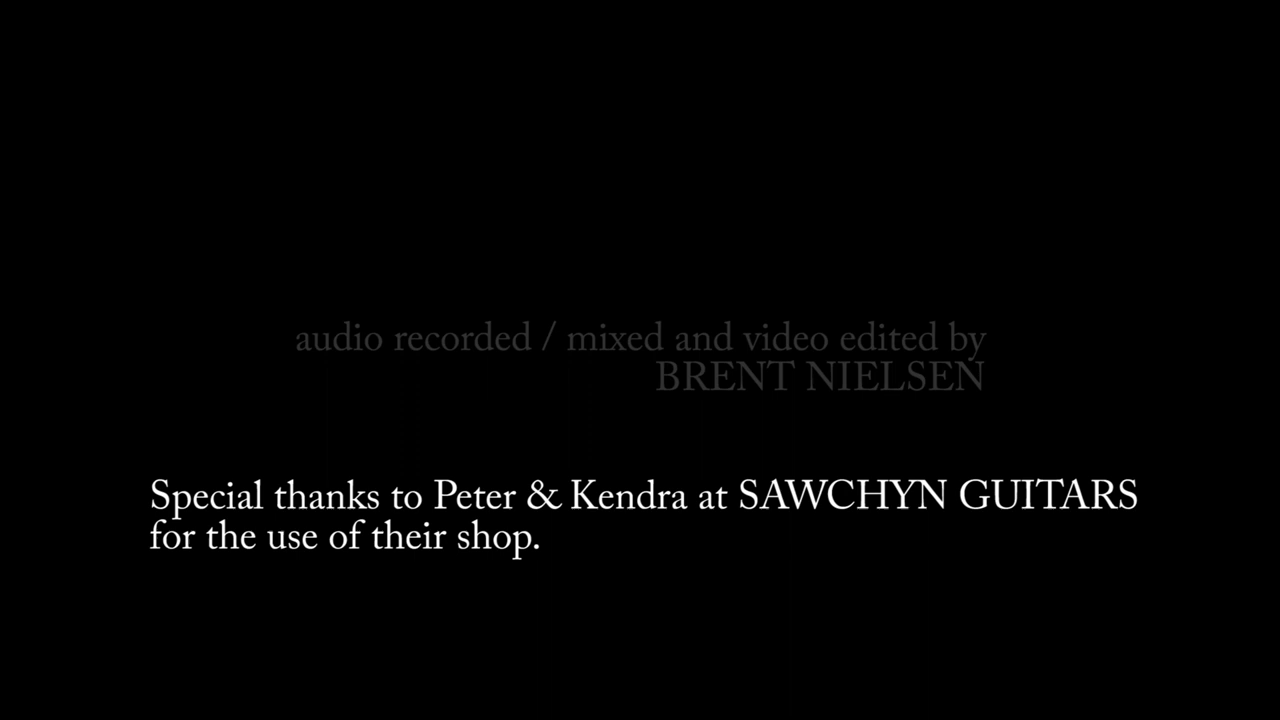 audio recorded / mixed and video edited by
BRENT NIELSEN
Special thanks to Peter & Kendra at SAWCHYN GUITARS
for the use of their shop.